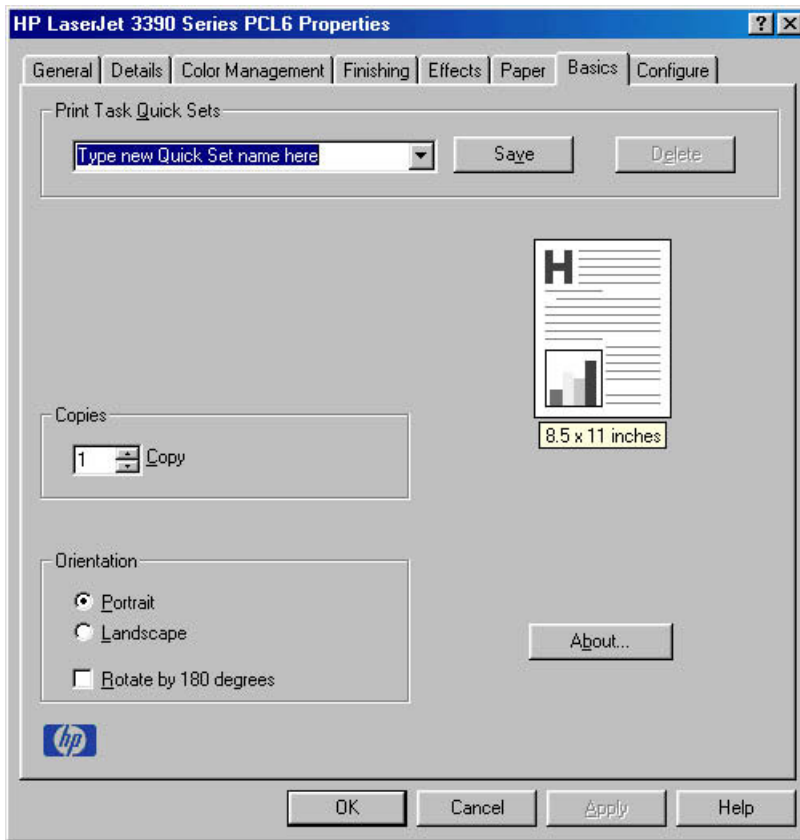 HP LaserJet 3390 Series PCL6 Properties
General Details Color Management Finishing Effects Paper Basics Configure
Print Task Quick Sets
Type new Quick Set name here Save Delete
H
8.5 x 11 inches
Copies
1 Copy
Orientation
Portrait
Landscape
Rotate by 180 degrees
About...
hp
OK Cancel Apply Help